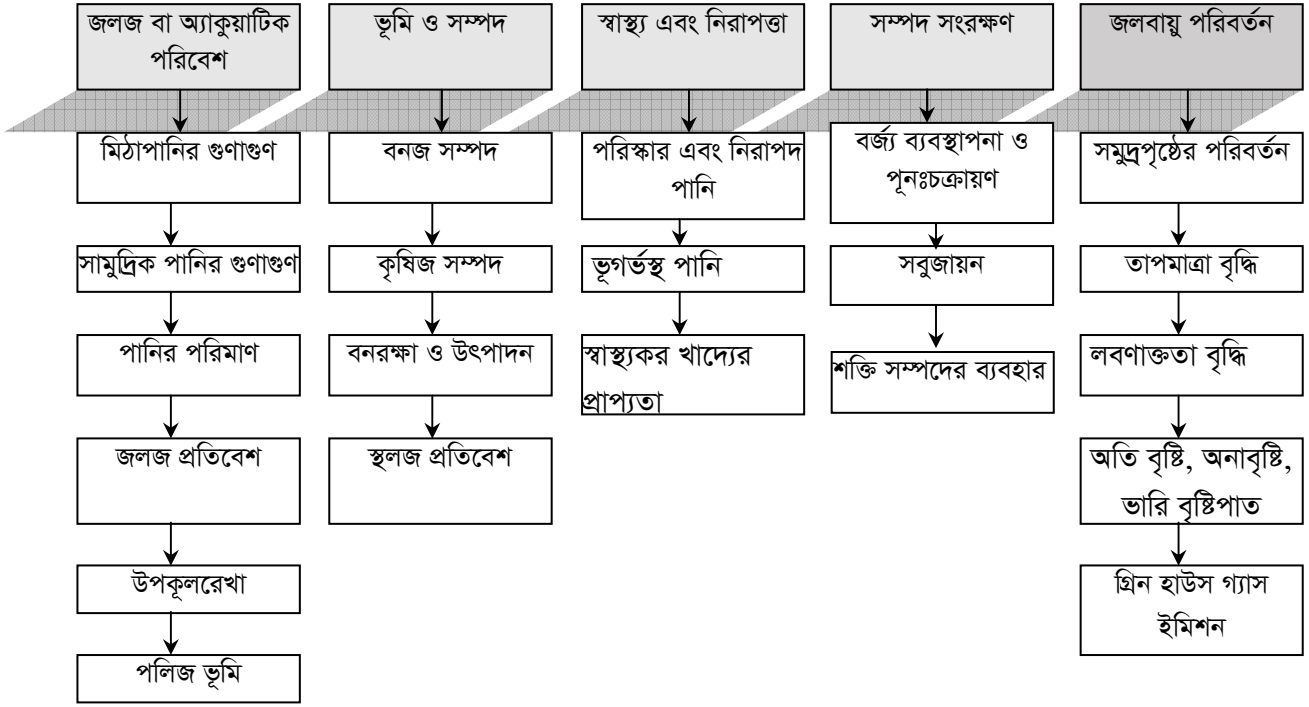 জলজ বা অ্যাকুয়াটিক
পরিবেশ
মিঠাপানির গুণাগুণ
সামুদ্রিক পানির গুণাগুণ
পানির পরিমাণ
জলজ প্রতিবেশ
উপকূলরেখা
পলিজ ভূমি
ভূমি ও সম্পদ
বনজ সম্পদ
কৃষিজ সম্পদ
বনরক্ষা ও উৎপাদন
স্থলজ প্রতিবেশ
স্বাস্থ্য এবং নিরাপত্তা
পরিস্কার এবং নিরাপদ
পানি
ভূগর্ভস্থ পানি
স্বাস্থ্যকর খাদ্যের
প্রাপ্যতা
সম্পদ সংরক্ষণ
বর্জ্য ব্যবস্থাপনা ও
পূনঃচক্রায়ণ
সবুজায়ন
শক্তি সম্পদের ব্যবহার
জলবায়ু পরিবর্তন
সমুদ্রপৃষ্ঠের পরিবর্তন
তাপমাত্রা বৃদ্ধি
লবণাক্ততা বৃদ্ধি
অতি বৃষ্টি, অনাবৃষ্টি,
ভারি বৃষ্টিপাত
গ্রিন হাউস গ্যাস
ইমিশন